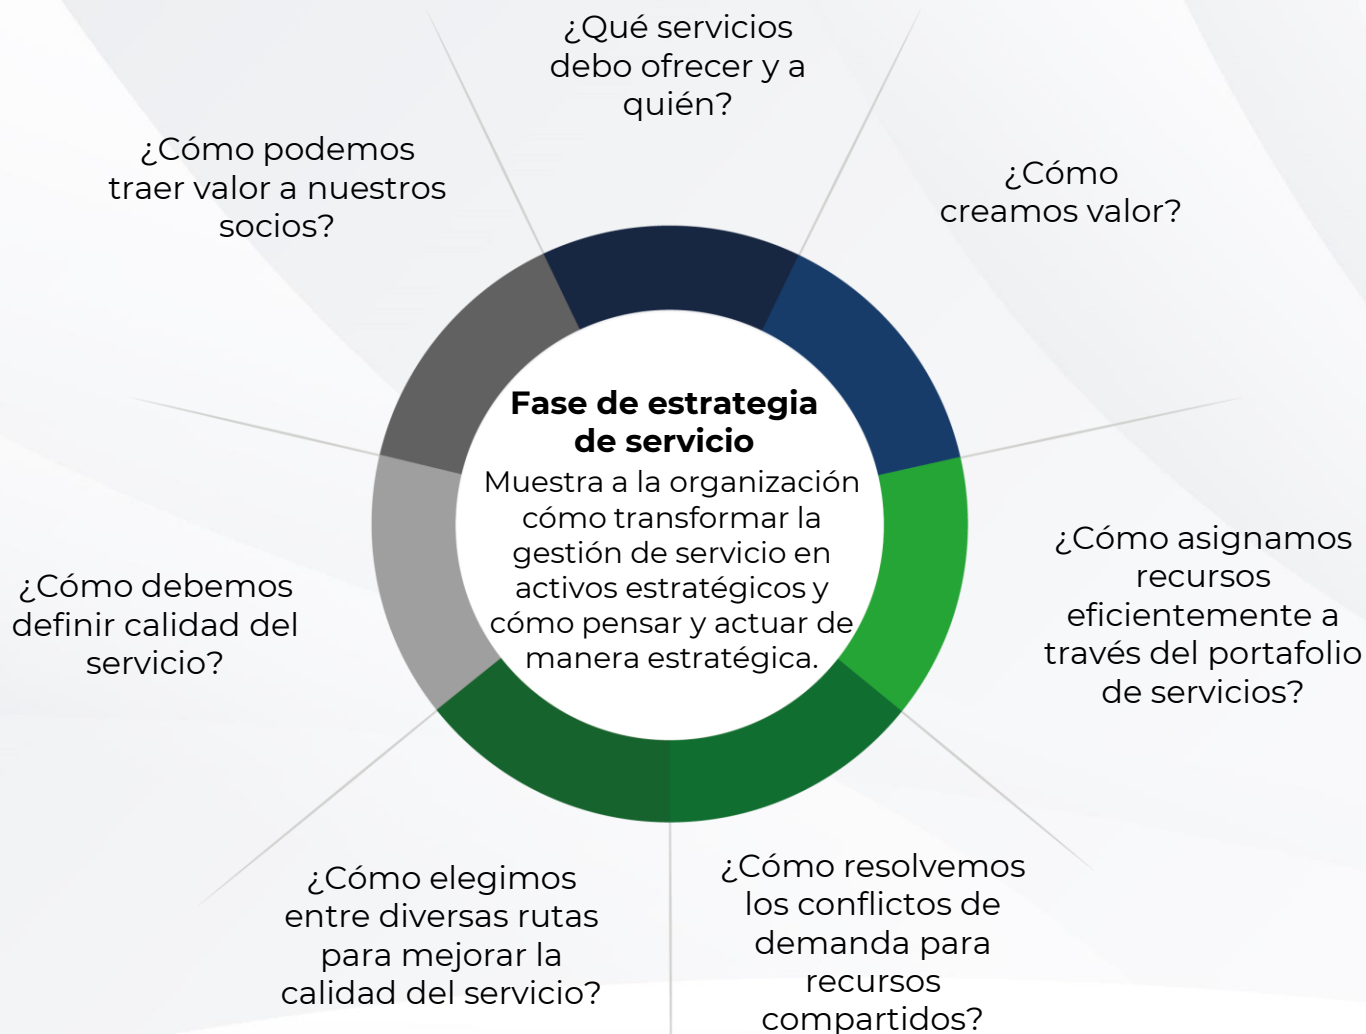 ¿Qué servicios
debo ofrecer y a
quién?
¿Cómo
creamos valor?
¿Cómo asignamos
recursos
eficientemente a
través del portafolio
de servicios?
¿Cómo resolvemos
los conflictos de
demanda para
recursos
compartidos?
¿Cómo elegimos
entre diversas rutas
para mejorar la
calidad del servicio?
¿Cómo debemos
definir calidad del
servicio?
¿Cómo podemos
traer valor a nuestros
socios?
Fase de estrategia
de servicio
Muestra a la organización
cómo transformar la
gestión de servicio en
activos estratégicos y
cómo pensar y actuar de
manera estratégica.